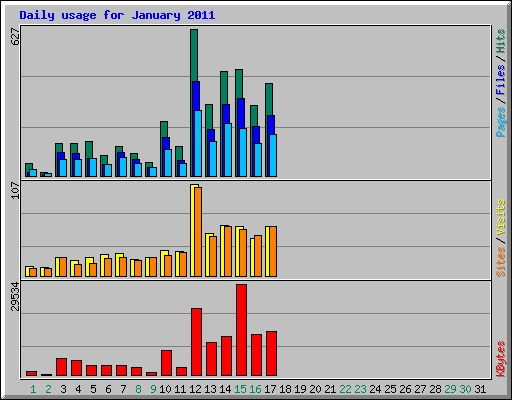 Daily usage for January 2011
627
Pages / Files / Hits
107
Sites / Visits
29534
KBytes
1 2 3 4 5 6 7 8 9 10 11 12 13 14 15 16 17 18 19 20 21 22 23 24 25 26 27 28 29 30 31